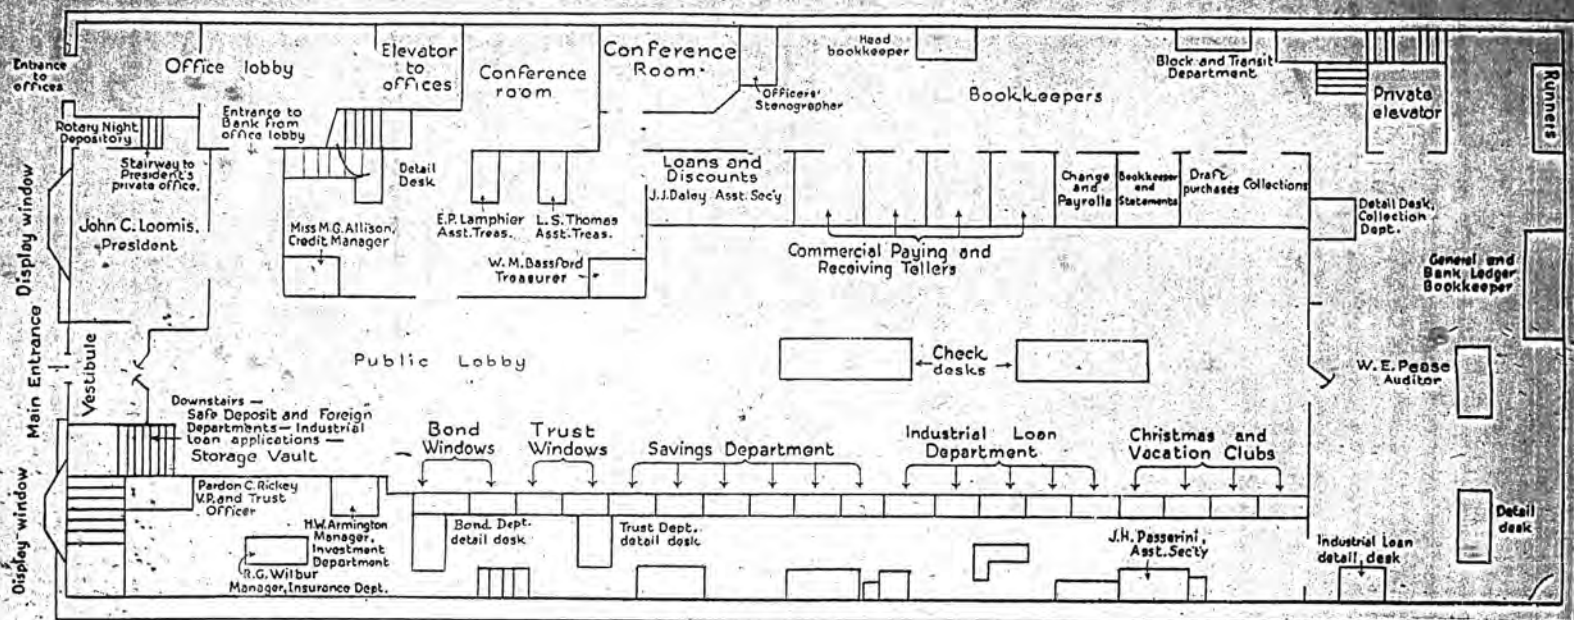 Entrance
to
offices
Office lobby
Elevator
to
offices
Conference
room
Conference
Room
Officers'
Stenographer
Head
bookkeeper
Bookkeepers
Block and Transit
Department
Private
elevator
Runners
Rotary Night
Depository
Entrance to
Bank from
office lobby
Stairway to
President's
private office.
Detail
Desk
Display window
John C. Loomis,
President
Miss M.G. Allison,
Credit Manager
E.P. Lamphier
Asst. Treas.
L.S. Thomas
Asst. Treas.
W.M. Bassford
Treasurer
Loans and
Discounts
J.J. Daley Asst. Sec'y
Commercial Paying and
Receiving Tellers
Change
and
Payrolls
Bookkeeper
and
Statements
Draft
purchases
Collections
Detail Desk,
Collection
Dept.
General and
Bank Ledger
Bookkeeper
Main Entrance
Vestibule
Public Lobby
Check
desks
W.E. Pease
Auditor
Downstairs —
Safe Deposit and Foreign
Departments — Industrial
Loan applications —
Storage Vault
Bond
Windows
Trust
Windows
Savings Department
Industrial Loan
Department
Christmas and
Vacation Clubs
Display window
Pardon C. Rickey
V.P. and Trust
Officer
H.W. Armington
Manager,
Investment
Department
R.G. Wilbur
Manager, Insurance Dept.
Bond Dept.
detail desk
Trust Dept.
detail desk
J.H. Passerini,
Asst. Sec'ty
Industrial Loan
detail desk
Detail
desk